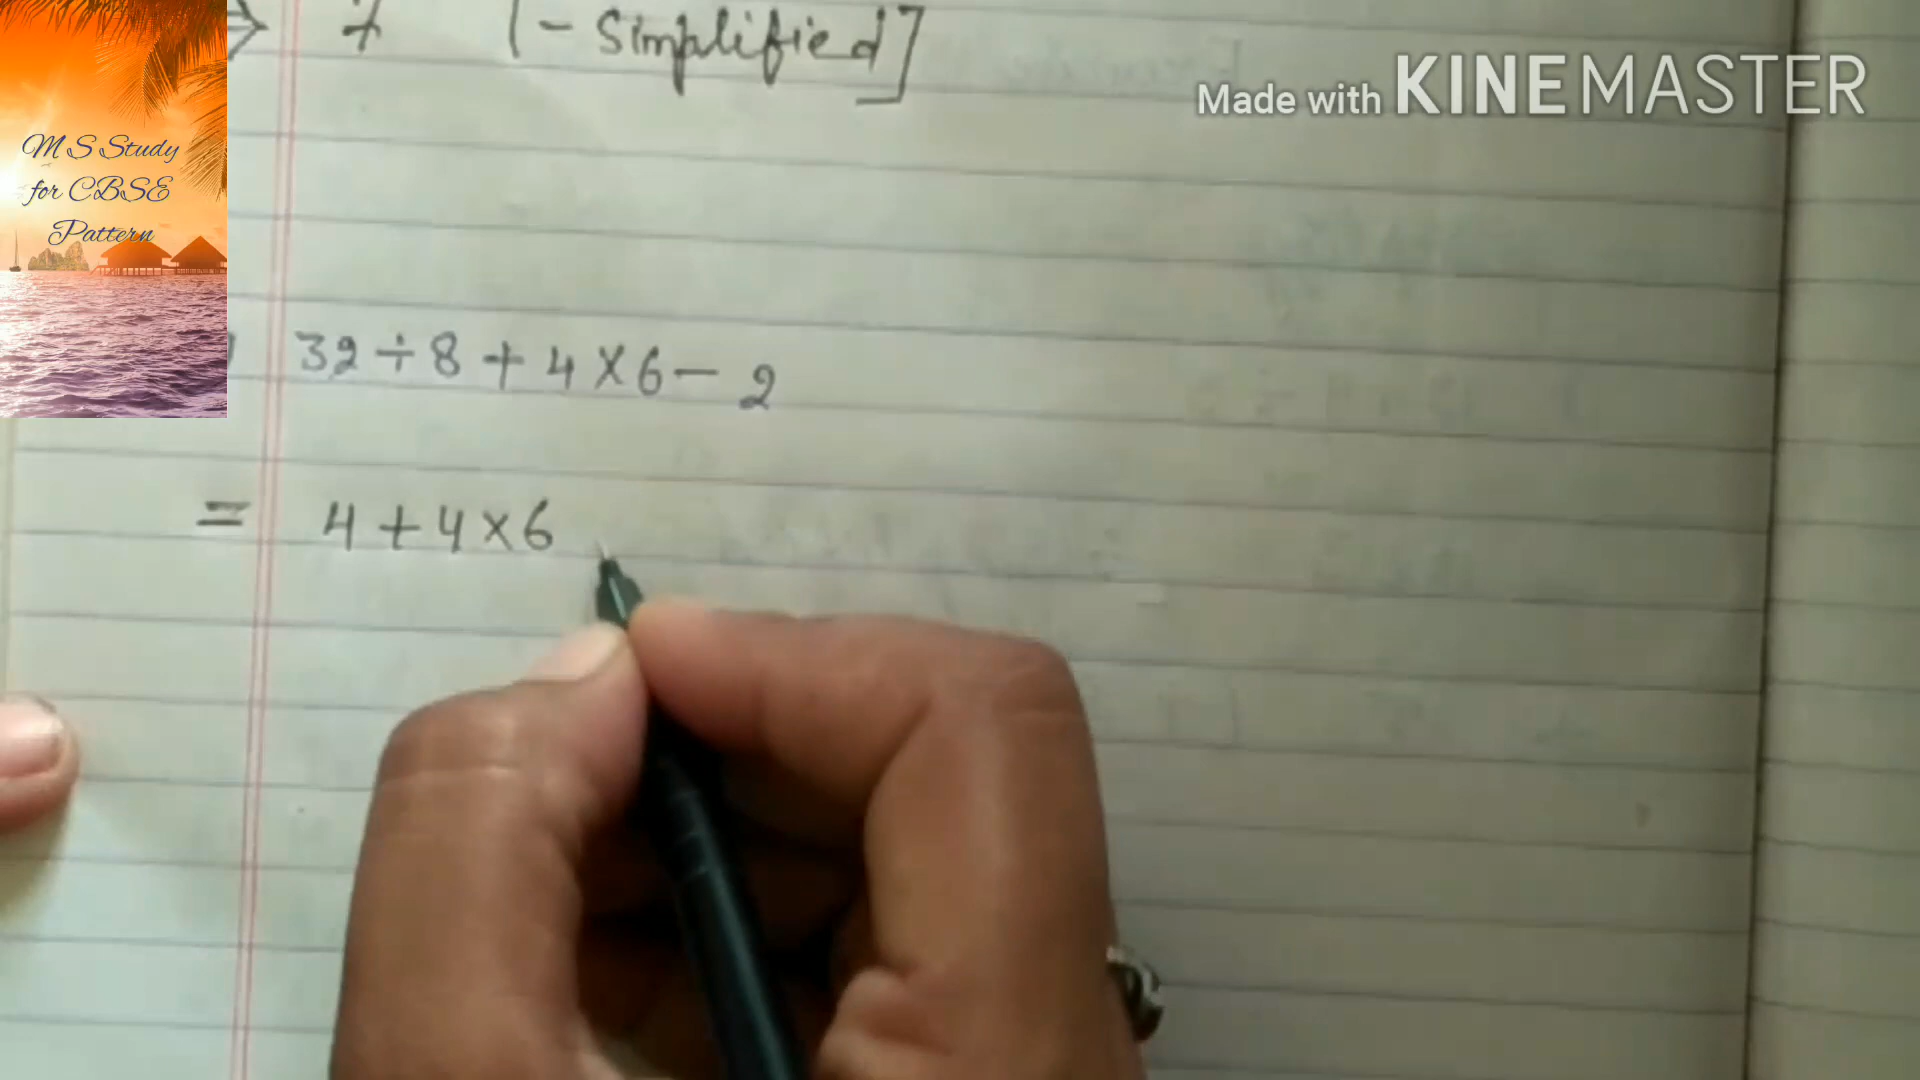 ⇒ 7 [- Simplified]
Made with KINEMASTER
M S Study
for CBSE
Pattern
32 ÷ 8 + 4 × 6 - 2
= 4 + 4 × 6